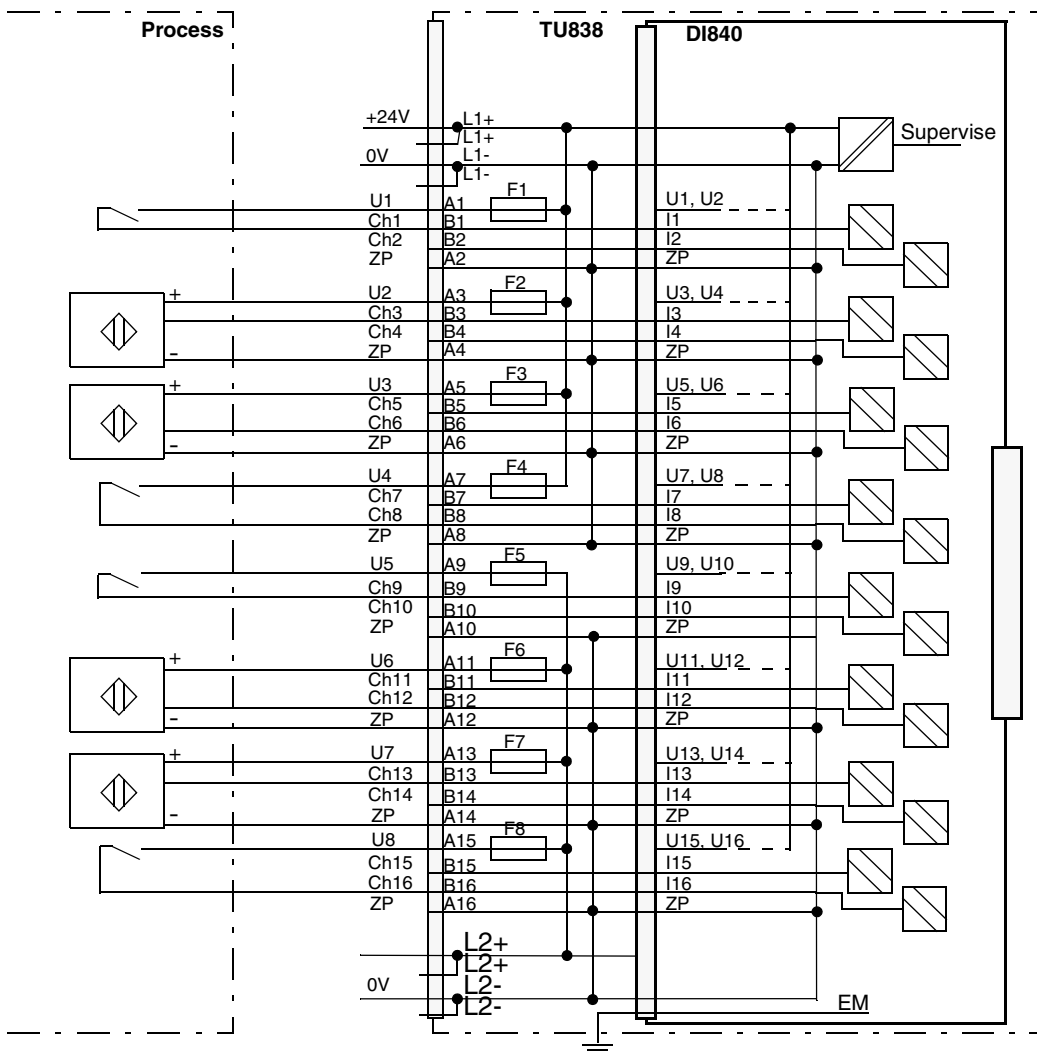 Process TU838 DI840
+24V L1+
L1+
0V L1-
L1-
Supervise
U1 A1 F1 U1, U2
Ch1 B1 I1
Ch2 B2 I2
ZP A2 ZP
+ U2 A3 F2 U3, U4
Ch3 B3 I3
Ch4 B4 I4
- ZP A4 ZP
+ U3 A5 F3 U5, U6
Ch5 B5 I5
Ch6 B6 I6
- ZP A6 ZP
U4 A7 F4 U7, U8
Ch7 B7 I7
Ch8 B8 I8
ZP A8 ZP
U5 A9 F5 U9, U10
Ch9 B9 I9
Ch10 B10 I10
ZP A10 ZP
+ U6 A11 F6 U11, U12
Ch11 B11 I11
Ch12 B12 I12
- ZP A12 ZP
+ U7 A13 F7 U13, U14
Ch13 B13 I13
Ch14 B14 I14
- ZP A14 ZP
U8 A15 F8 U15, U16
Ch15 B15 I15
Ch16 B16 I16
ZP A16 ZP
L2+
L2+
0V L2-
L2-
EM